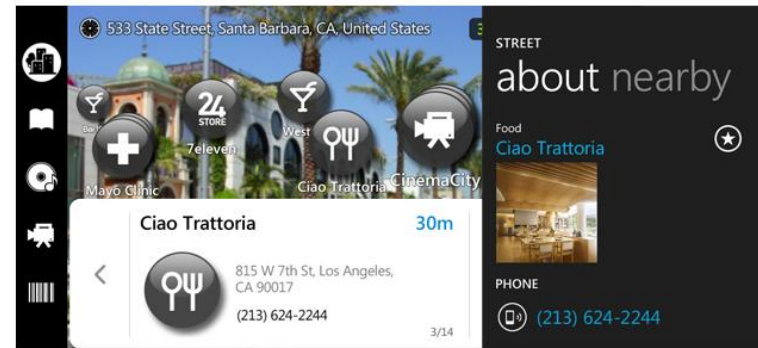 533 State Street, Santa Barbara, CA, United States
3
24
STORE
Bar
West
7eleven
Mayo Clinic
Ciao Trattoria
CinemaCity
Ciao Trattoria
30m
815 W 7th St, Los Angeles,
CA 90017
(213) 624-2244
3/14
STREET
about nearby
Food
Ciao Trattoria
PHONE
(213) 624-2244